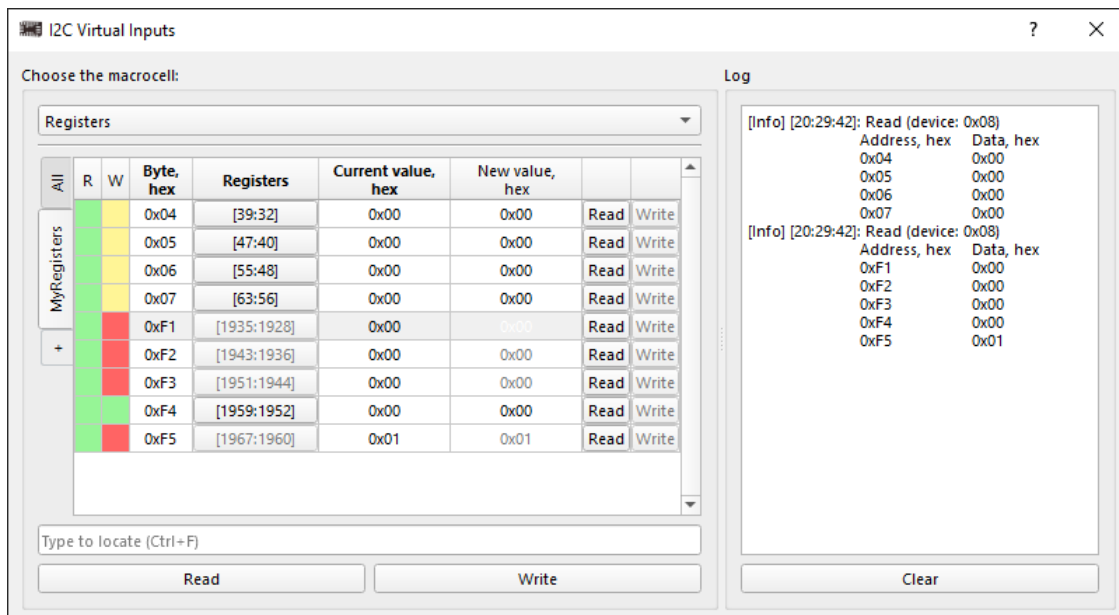 I2C Virtual Inputs ?
Choose the macrocell:
Registers
All
MyRegisters
+
R W Byte, hex Registers Current value, hex New value, hex
0x04 [39:32] 0x00 0x00 Read Write
0x05 [47:40] 0x00 0x00 Read Write
0x06 [55:48] 0x00 0x00 Read Write
0x07 [63:56] 0x00 0x00 Read Write
0xF1 [1935:1928] 0x00 0x00 Read Write
0xF2 [1943:1936] 0x00 0x00 Read Write
0xF3 [1951:1944] 0x00 0x00 Read Write
0xF4 [1959:1952] 0x00 0x00 Read Write
0xF5 [1967:1960] 0x01 0x01 Read Write
Type to locate (Ctrl+F)
Read Write
Log
[Info] [20:29:42]: Read (device: 0x08)
Address, hex Data, hex
0x04 0x00
0x05 0x00
0x06 0x00
0x07 0x00
[Info] [20:29:42]: Read (device: 0x08)
Address, hex Data, hex
0xF1 0x00
0xF2 0x00
0xF3 0x00
0xF4 0x00
0xF5 0x01
Clear